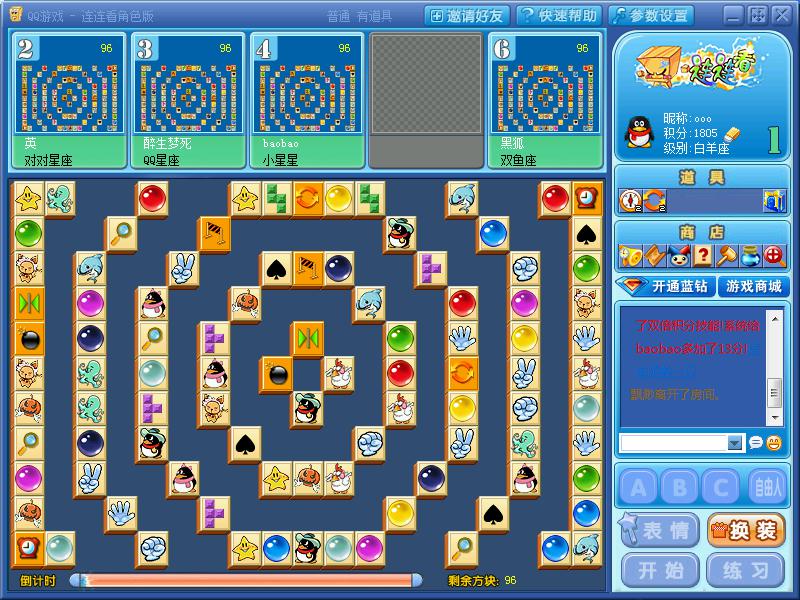 QQ游戏 - 连连看角色版
普通 有道具
邀请好友
快速帮助
参数设置
2 96
英
对对星座
3 96
醉生梦死
QQ星座
4 96
baobao
小星星
6 96
黑狐
双鱼座
连连看
昵称:ooo
积分:1805
级别:白羊座
1
道 具
2
2
商 店
开通蓝钻
游戏商城
了双倍积分技能!系统给
baobao多加了13分!
飘渺离开了房间。
A
B
C
自由人
表 情
换 装
开 始
练 习
倒计时
剩余方块: 96